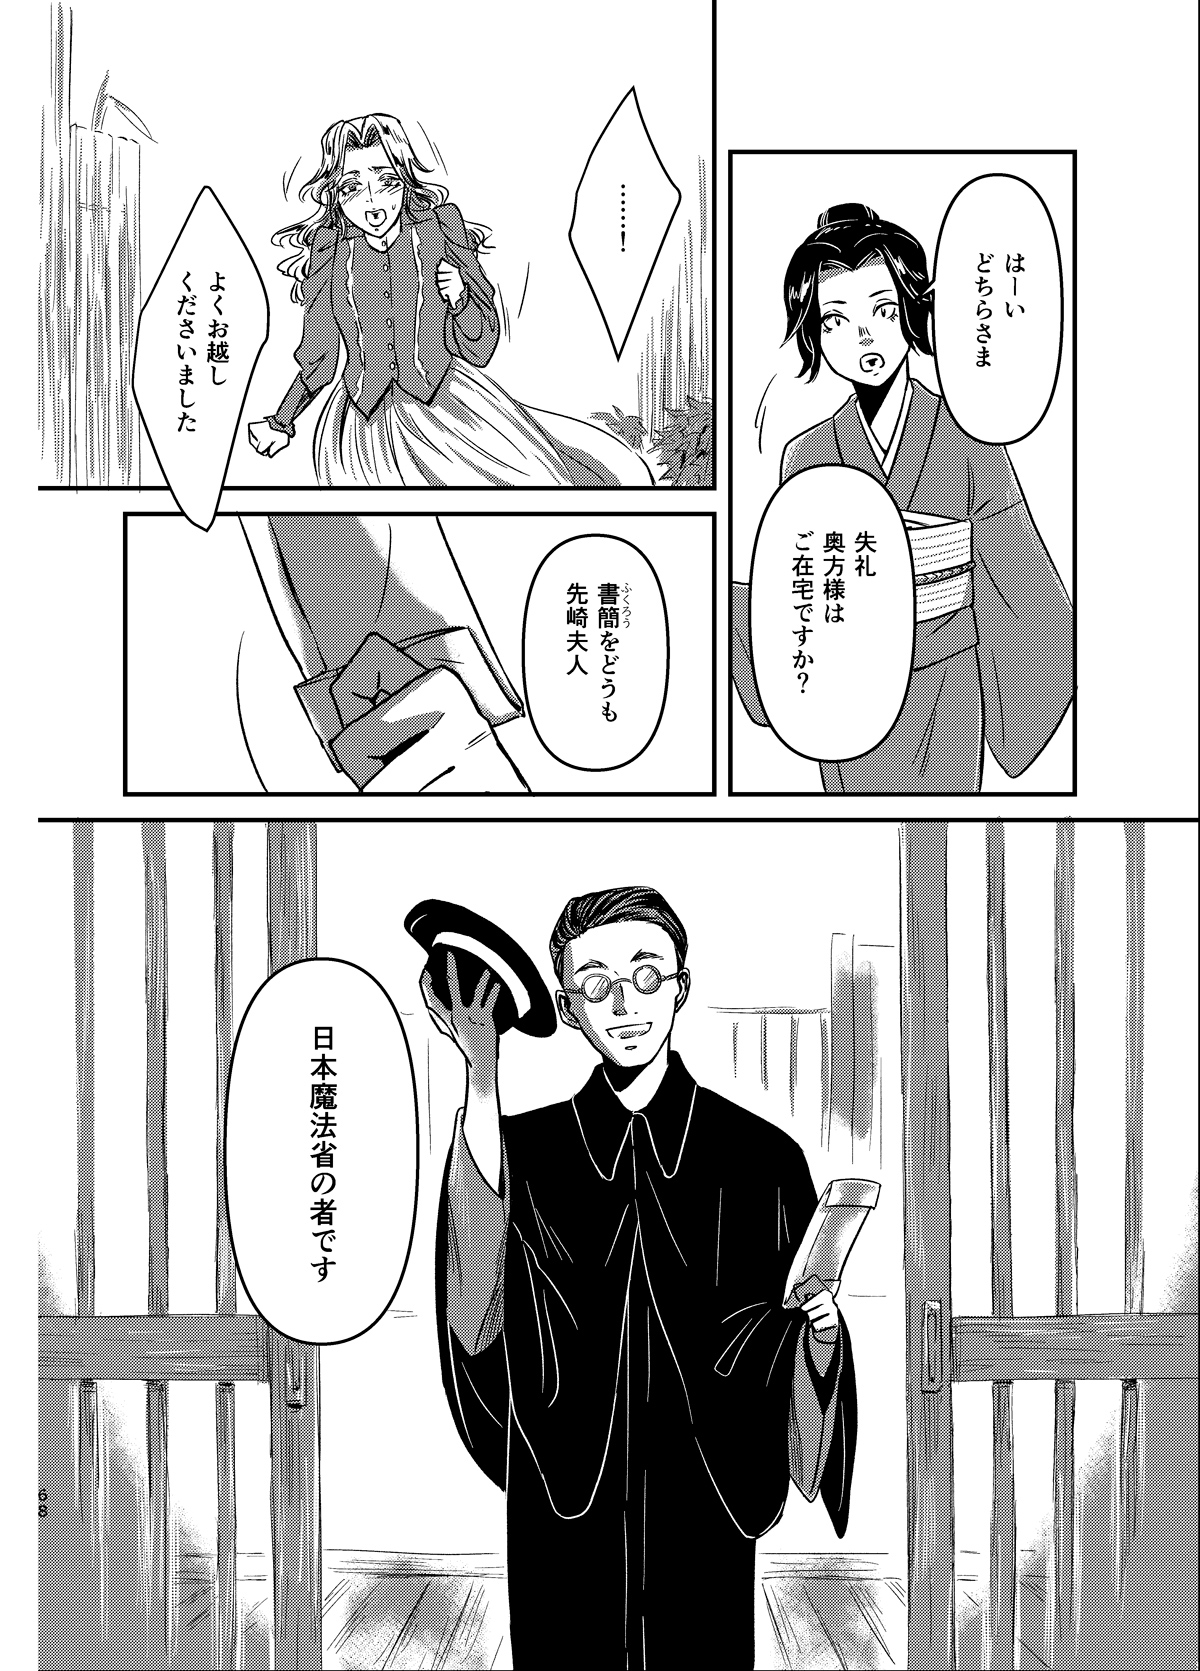 はーい
どちらさま
失礼
奥方様は
ご在宅ですか？
……！
よくお越し
くださいました
書簡をどうも
ふくろう
先崎夫人
日本魔法省の者です
68